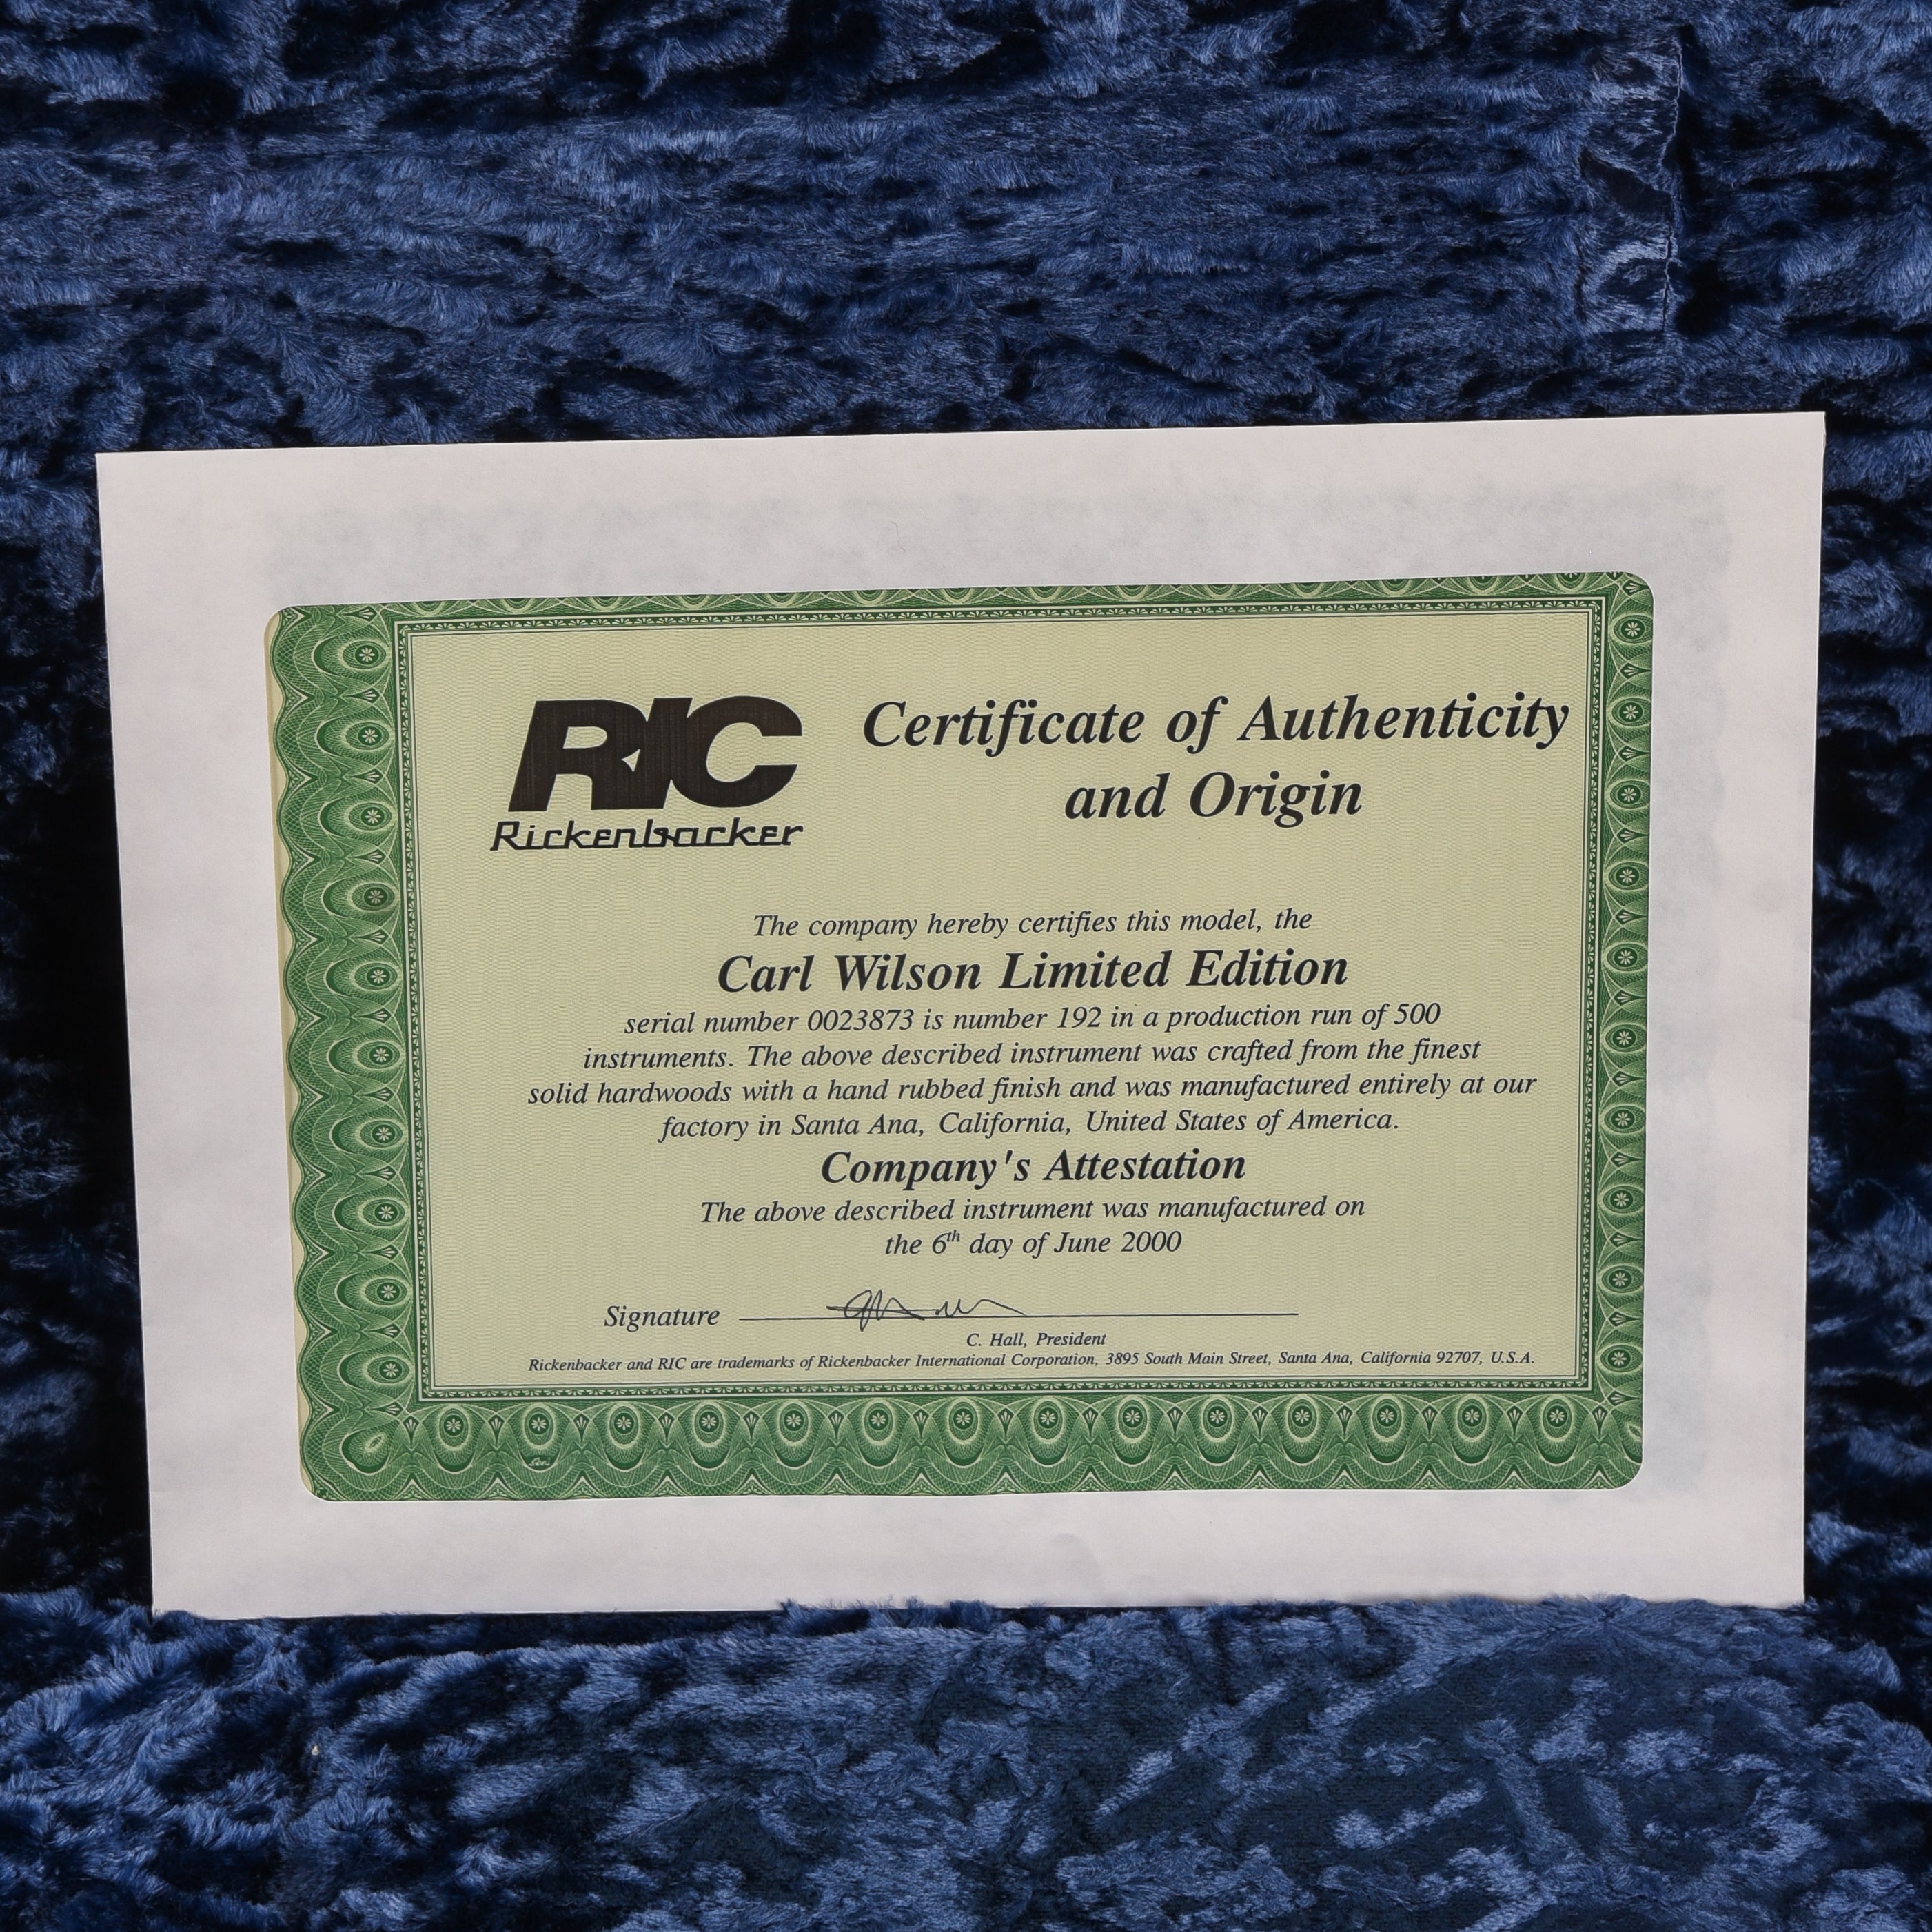 RIC
Rickenbacker
Certificate of Authenticity
and Origin
The company hereby certifies this model, the
Carl Wilson Limited Edition
serial number 0023873 is number 192 in a production run of 500
instruments. The above described instrument was crafted from the finest
solid hardwoods with a hand rubbed finish and was manufactured entirely at our
factory in Santa Ana, California, United States of America.
Company's Attestation
The above described instrument was manufactured on
the 6th day of June 2000
Signature
C. Hall, President
Rickenbacker and RIC are trademarks of Rickenbacker International Corporation, 3895 South Main Street, Santa Ana, California 92707, U.S.A.